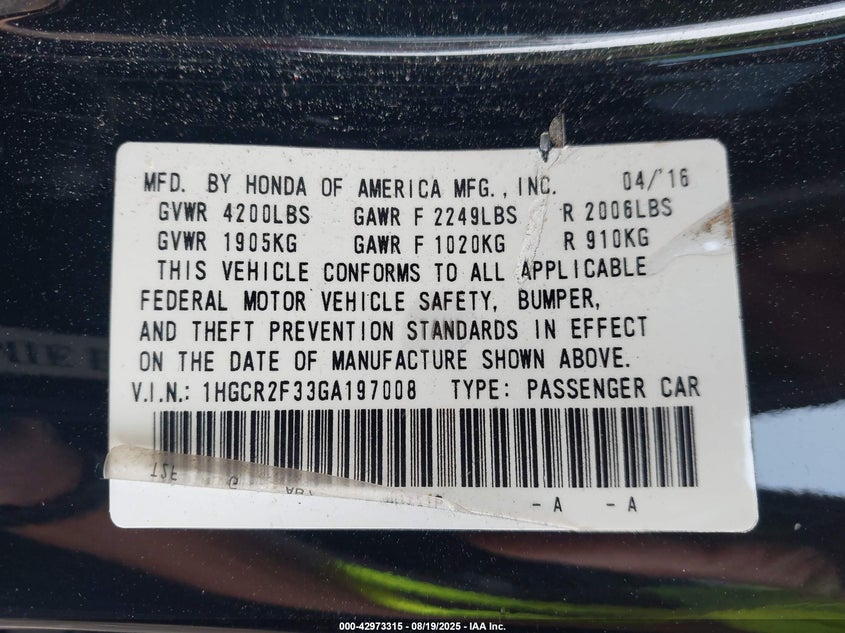 MFD. BY HONDA OF AMERICA MFG., INC. 04/'16
GVWR 4200LBS GAWR F 2249LBS R 2006LBS
GVWR 1905KG GAWR F 1020KG R 910KG
THIS VEHICLE CONFORMS TO ALL APPLICABLE
FEDERAL MOTOR VEHICLE SAFETY, BUMPER,
AND THEFT PREVENTION STANDARDS IN EFFECT
ON THE DATE OF MANUFACTURE SHOWN ABOVE.
V.I.N.: 1HGCR2F33GA197008 TYPE: PASSENGER CAR
- A - A
000-42973315 - 08/19/2025 - IAA Inc.